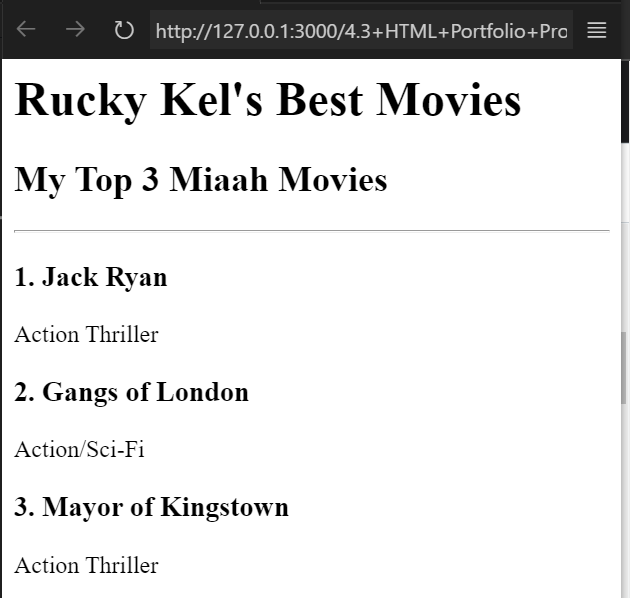 http://127.0.0.1:3000/4.3+HTML+Portfolio+Pro
Rucky Kel's Best Movies
My Top 3 Miaah Movies
1. Jack Ryan
Action Thriller
2. Gangs of London
Action/Sci-Fi
3. Mayor of Kingstown
Action Thriller